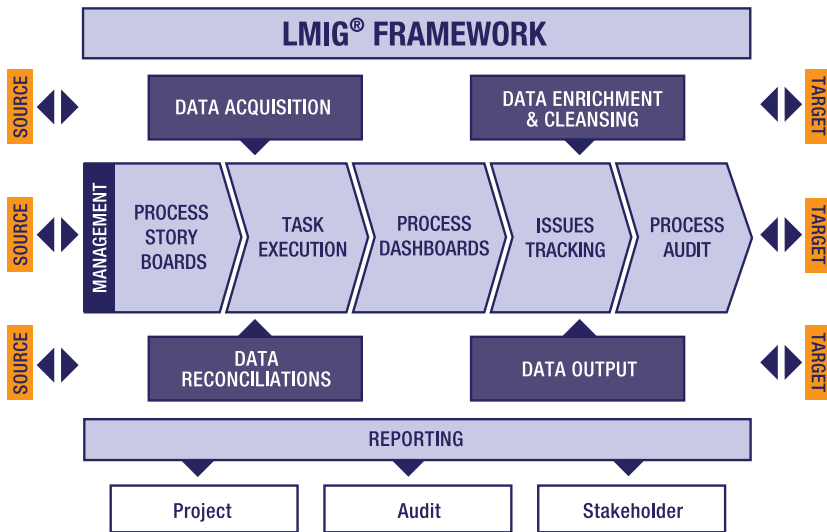 LMIG® FRAMEWORK
SOURCE
DATA ACQUISITION
DATA ENRICHMENT
& CLEANSING
TARGET
SOURCE
MANAGEMENT
PROCESS
STORY
BOARDS
TASK
EXECUTION
PROCESS
DASHBOARDS
ISSUES
TRACKING
PROCESS
AUDIT
TARGET
SOURCE
DATA
RECONCILIATIONS
DATA OUTPUT
TARGET
REPORTING
Project
Audit
Stakeholder